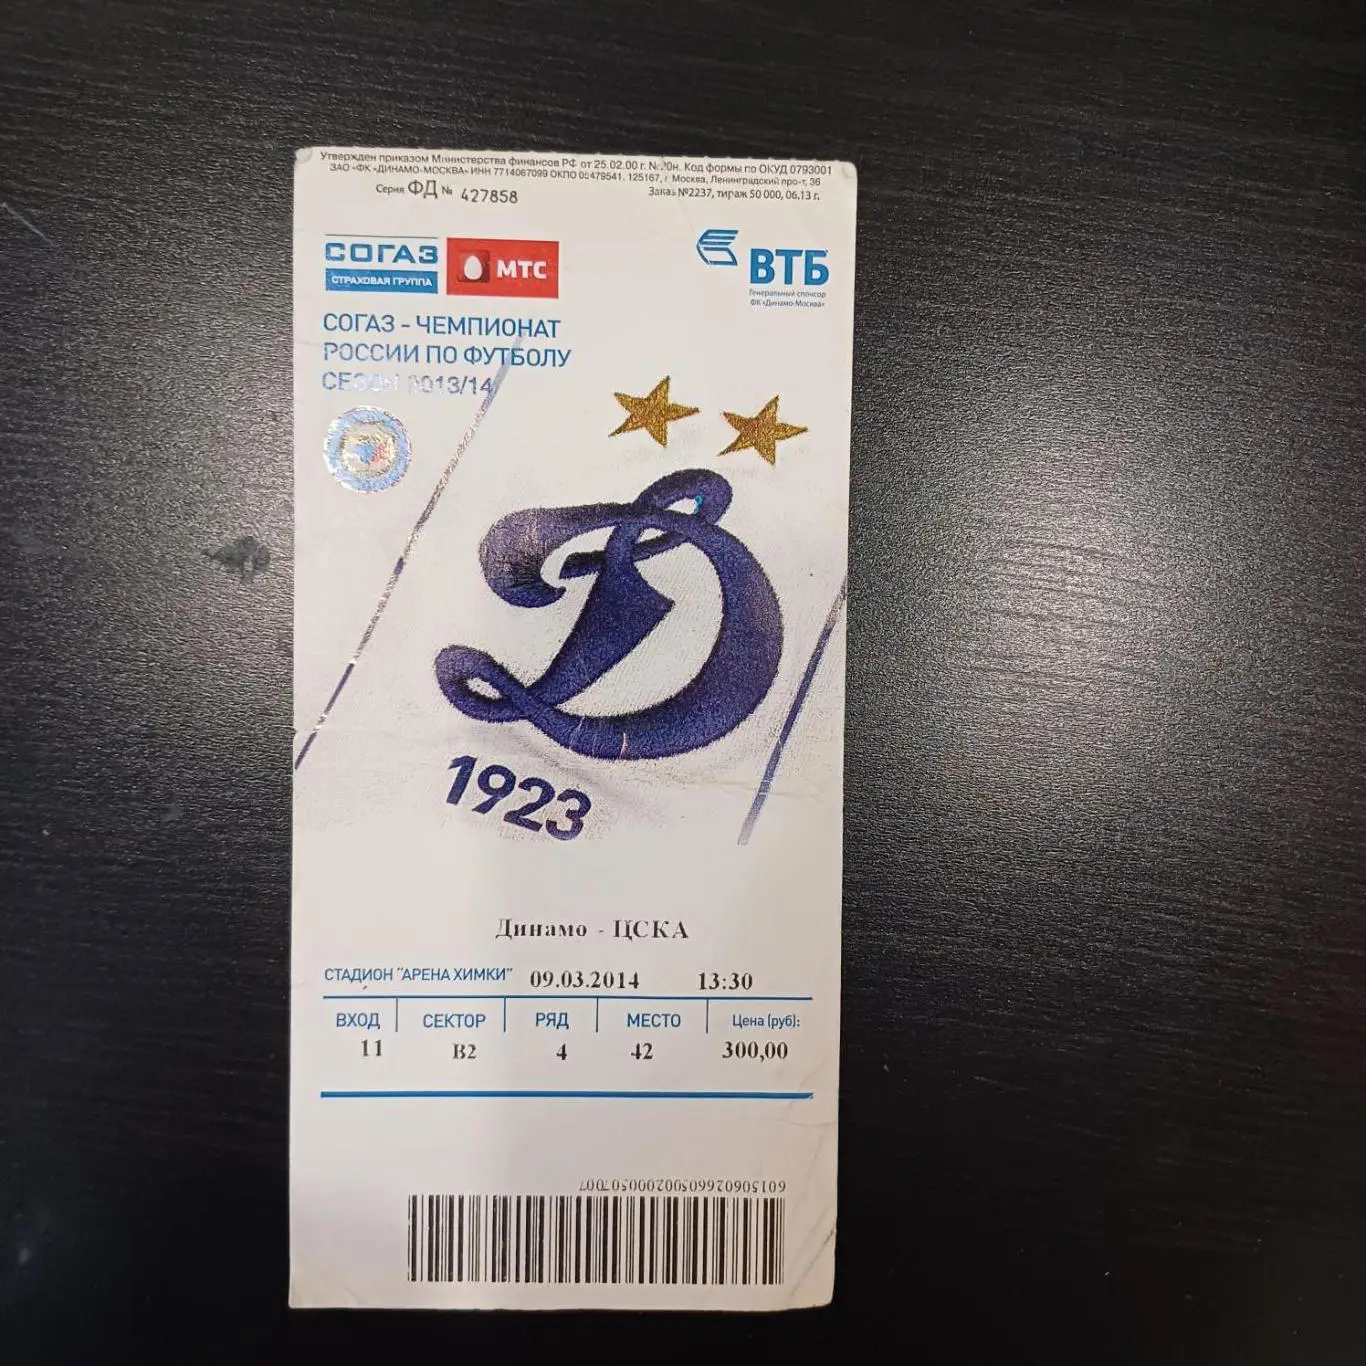 Утвержден приказом Министерства финансов РФ от 25.02.00 г. №20н. Код формы по ОКУД 0793001
ЗАО «ФК «ДИНАМО-МОСКВА» ИНН 7714067099 ОКПО 05479541. 125167, г Москва, Ленинградский про-т, 36
Серия ФД № 427858
Заказ №2237, тираж 50 000, 06.13 г.
СОГАЗ
СТРАХОВАЯ ГРУППА
МТС
ВТБ
Генеральный спонсор
ФК «Динамо-Москва»
СОГАЗ - ЧЕМПИОНАТ
РОССИИ ПО ФУТБОЛУ
СЕЗОН 2013/14
Д
1923
Динамо - ЦСКА
СТАДИОН "АРЕНА ХИМКИ" 09.03.2014 13:30
ВХОД СЕКТОР РЯД МЕСТО Цена (руб):
11 В2 4 42 300,00